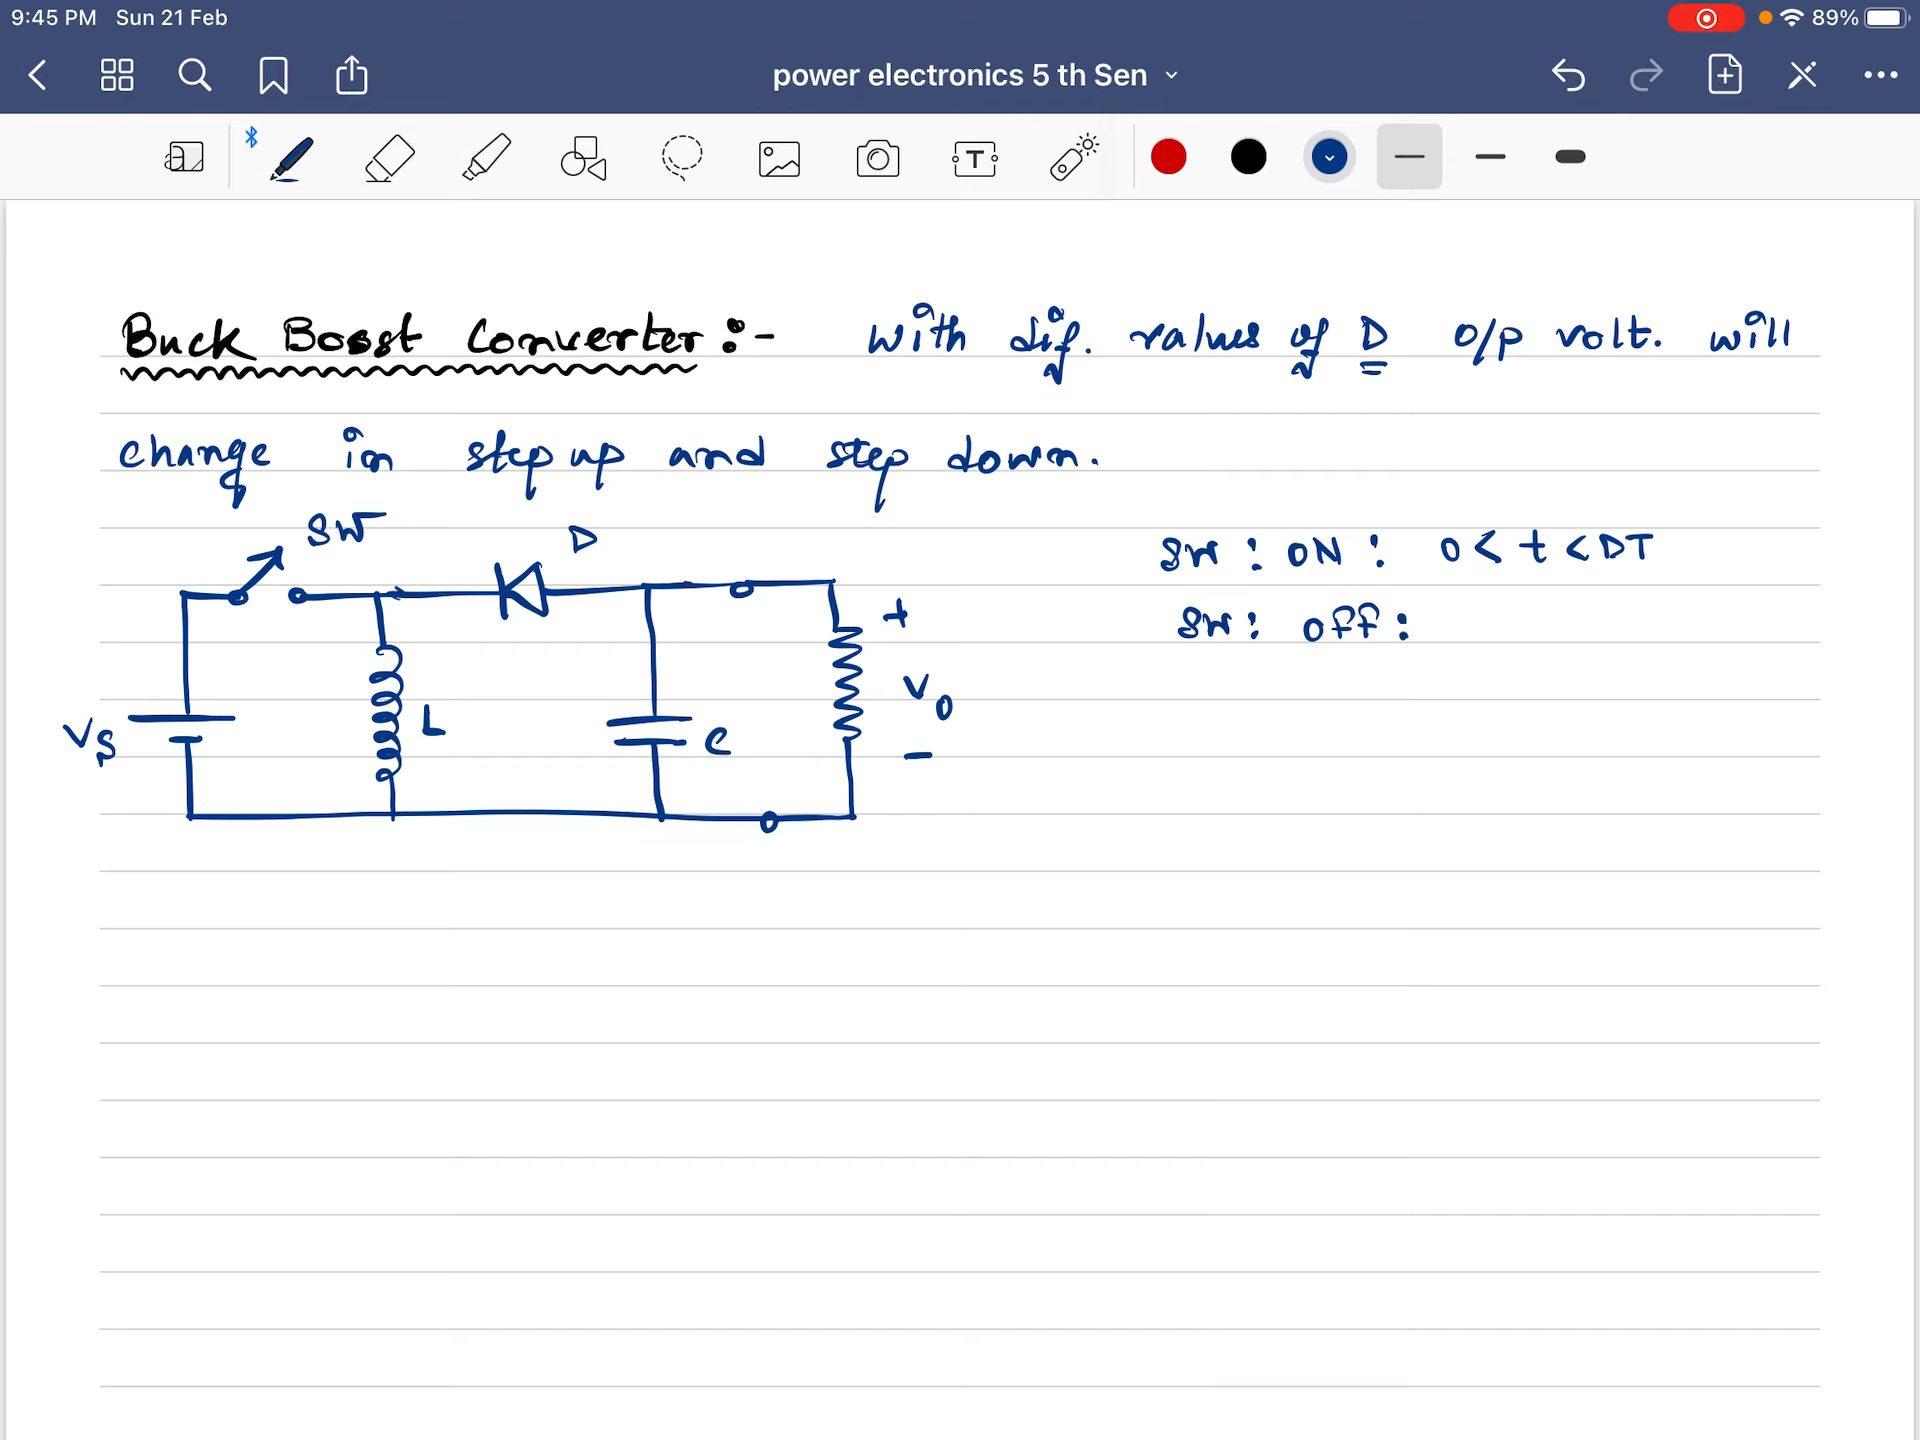 9:45 PM Sun 21 Feb
89%
power electronics 5 th Sen
T
Buck Boost Converter :- with dif. values of D o/p volt. will
change in step up and step down.
SW
D
SW : ON : 0 < t < DT
SW : OFF :
+
Vs
L
C
Vo
-